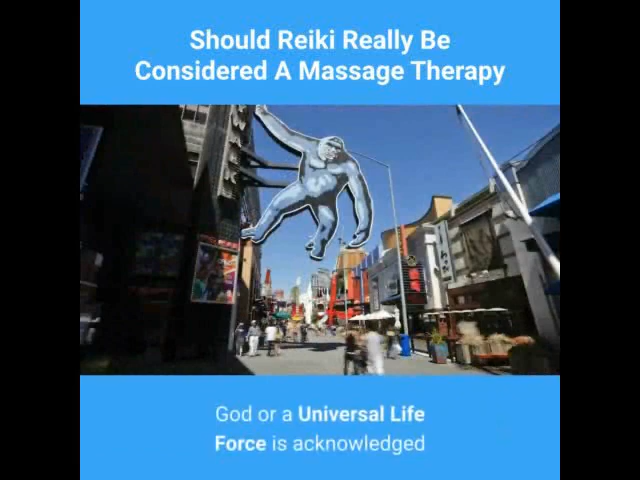 Should Reiki Really Be
Considered A Massage Therapy
God or a Universal Life
Force is acknowledged